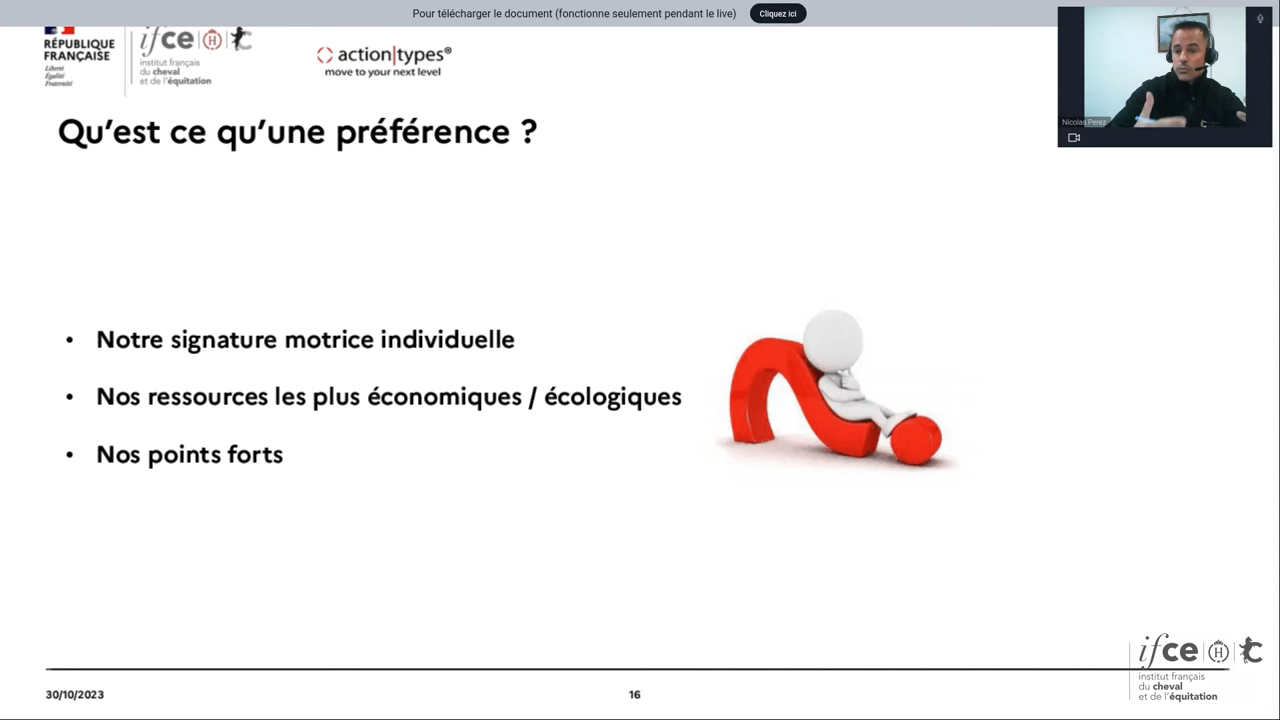 Pour télécharger le document (fonctionne seulement pendant le live) Cliquez ici
RÉPUBLIQUE
FRANÇAISE
Liberté
Égalité
Fraternité
ifce H
institut français
du cheval
et de l'équitation
action|types®
move to your next level
Nicolas Perez
Qu'est ce qu'une préférence ?
• Notre signature motrice individuelle
• Nos ressources les plus économiques / écologiques
• Nos points forts
ifce H
institut français
du cheval
et de l'équitation
30/10/2023
16